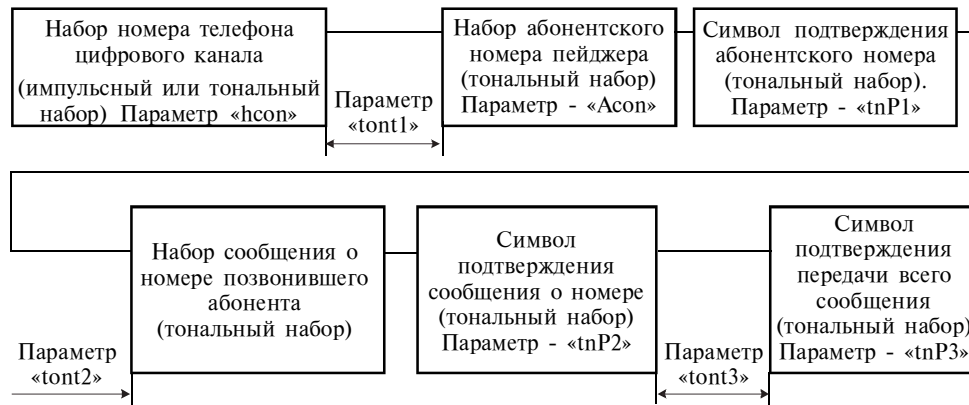 Набор номера телефона
цифрового канала
(импульсный или тональный
набор) Параметр «hcon»
Параметр
«tont1»
Набор абонентского
номера пейджера
(тональный набор)
Параметр - «Acon»
Символ подтверждения
абонентского номера
(тональный набор).
Параметр - «tnP1»
Параметр
«tont2»
Набор сообщения о
номере позвонившего
абонента
(тональный набор)
Символ
подтверждения
сообщения о номере
(тональный набор)
Параметр - «tnP2»
Параметр
«tont3»
Символ
подтверждения
передачи всего
сообщения
(тональный набор)
Параметр - «tnP3»